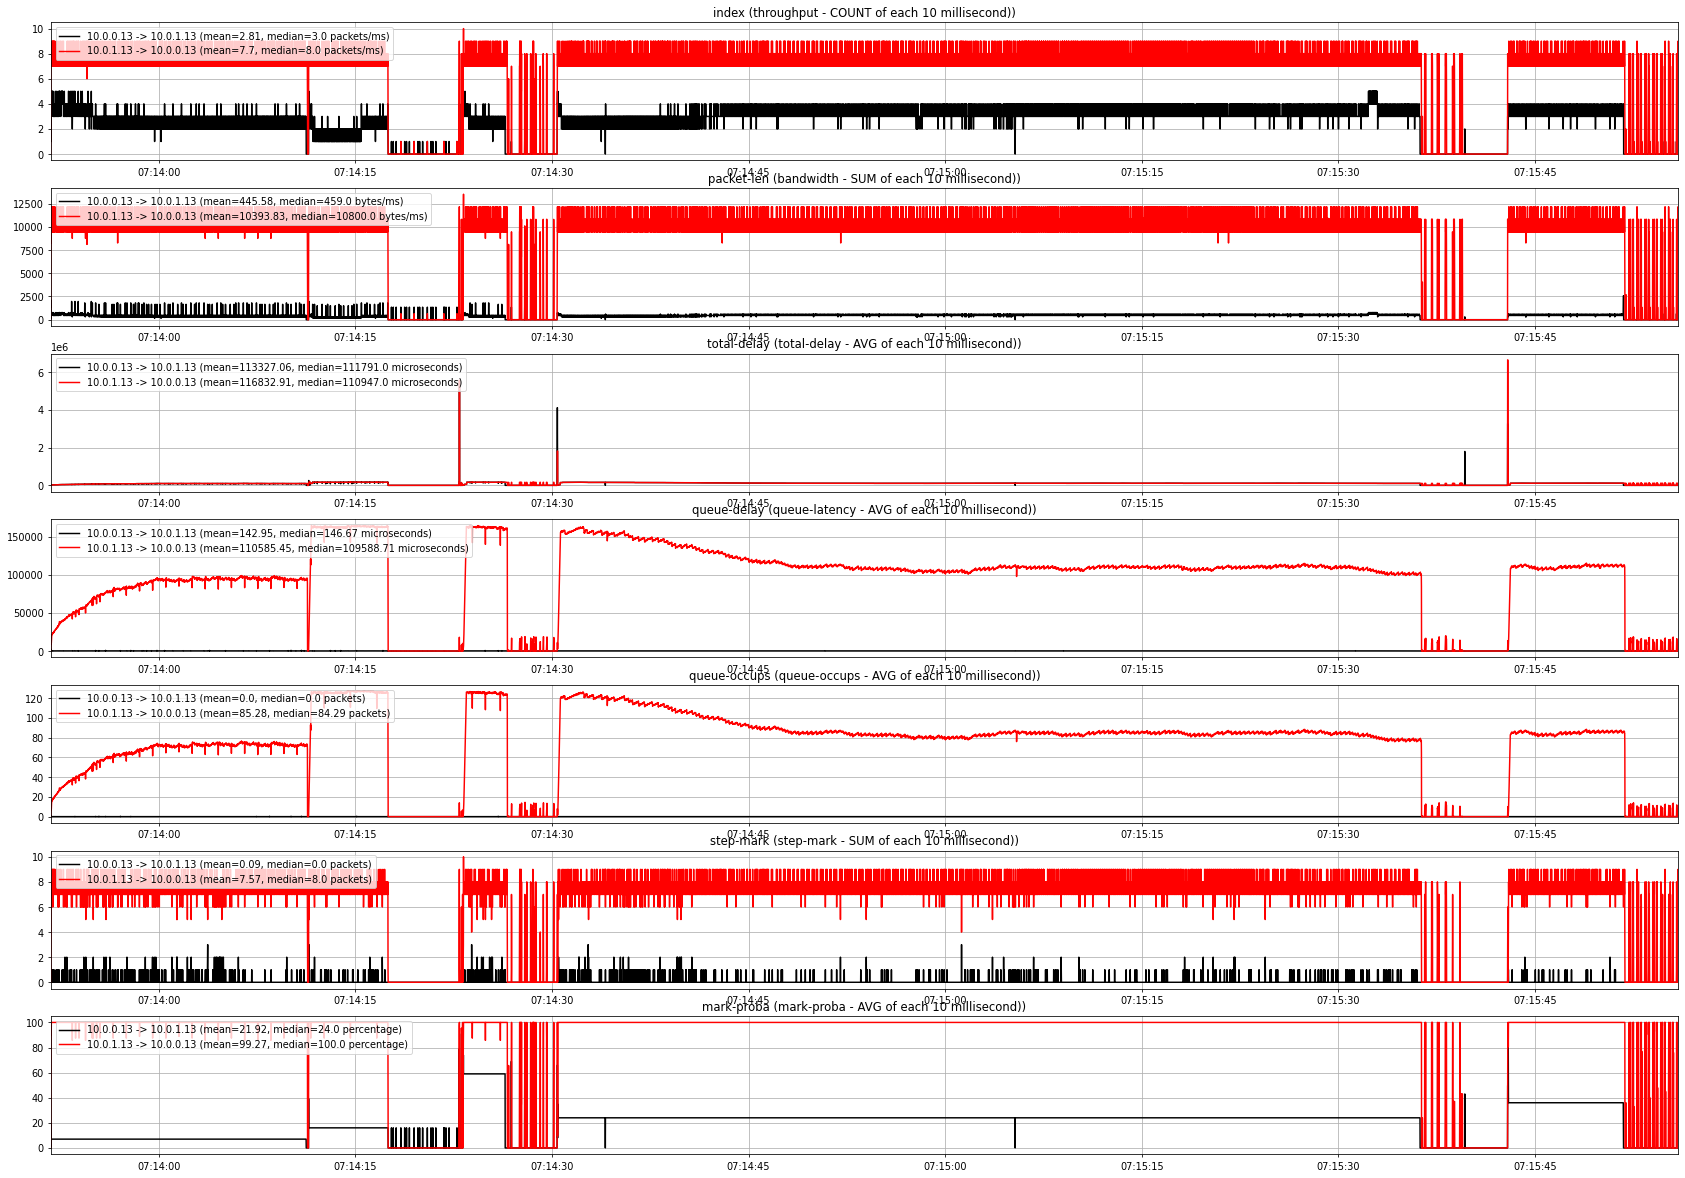 index (throughput - COUNT of each 10 millisecond))
10.0.0.13 -> 10.0.1.13 (mean=2.81, median=3.0 packets/ms)
10.0.1.13 -> 10.0.0.13 (mean=7.7, median=8.0 packets/ms)
10
8
6
4
2
0
07:14:00 07:14:15 07:14:30 07:14:45 07:15:00 07:15:15 07:15:30 07:15:45
packet-len (bandwidth - SUM of each 10 millisecond))
10.0.0.13 -> 10.0.1.13 (mean=445.58, median=459.0 bytes/ms)
10.0.1.13 -> 10.0.0.13 (mean=10393.83, median=10800.0 bytes/ms)
12500
10000
7500
5000
2500
0
07:14:00 07:14:15 07:14:30 07:14:45 07:15:00 07:15:15 07:15:30 07:15:45
total-delay (total-delay - AVG of each 10 millisecond))
1e6
10.0.0.13 -> 10.0.1.13 (mean=113327.06, median=111791.0 microseconds)
10.0.1.13 -> 10.0.0.13 (mean=116832.91, median=110947.0 microseconds)
6
4
2
0
07:14:00 07:14:15 07:14:30 07:14:45 07:15:00 07:15:15 07:15:30 07:15:45
queue-delay (queue-latency - AVG of each 10 millisecond))
10.0.0.13 -> 10.0.1.13 (mean=142.95, median=146.67 microseconds)
10.0.1.13 -> 10.0.0.13 (mean=110585.45, median=109588.71 microseconds)
150000
100000
50000
0
07:14:00 07:14:15 07:14:30 07:14:45 07:15:00 07:15:15 07:15:30 07:15:45
queue-occups (queue-occups - AVG of each 10 millisecond))
10.0.0.13 -> 10.0.1.13 (mean=0.0, median=0.0 packets)
10.0.1.13 -> 10.0.0.13 (mean=85.28, median=84.29 packets)
120
100
80
60
40
20
0
07:14:00 07:14:15 07:14:30 07:14:45 07:15:00 07:15:15 07:15:30 07:15:45
step-mark (step-mark - SUM of each 10 millisecond))
10.0.0.13 -> 10.0.1.13 (mean=0.09, median=0.0 packets)
10.0.1.13 -> 10.0.0.13 (mean=7.57, median=8.0 packets)
10
8
6
4
2
0
07:14:00 07:14:15 07:14:30 07:14:45 07:15:00 07:15:15 07:15:30 07:15:45
mark-proba (mark-proba - AVG of each 10 millisecond))
10.0.0.13 -> 10.0.1.13 (mean=21.92, median=24.0 percentage)
10.0.1.13 -> 10.0.0.13 (mean=99.27, median=100.0 percentage)
100
80
60
40
20
0
07:14:00 07:14:15 07:14:30 07:14:45 07:15:00 07:15:15 07:15:30 07:15:45